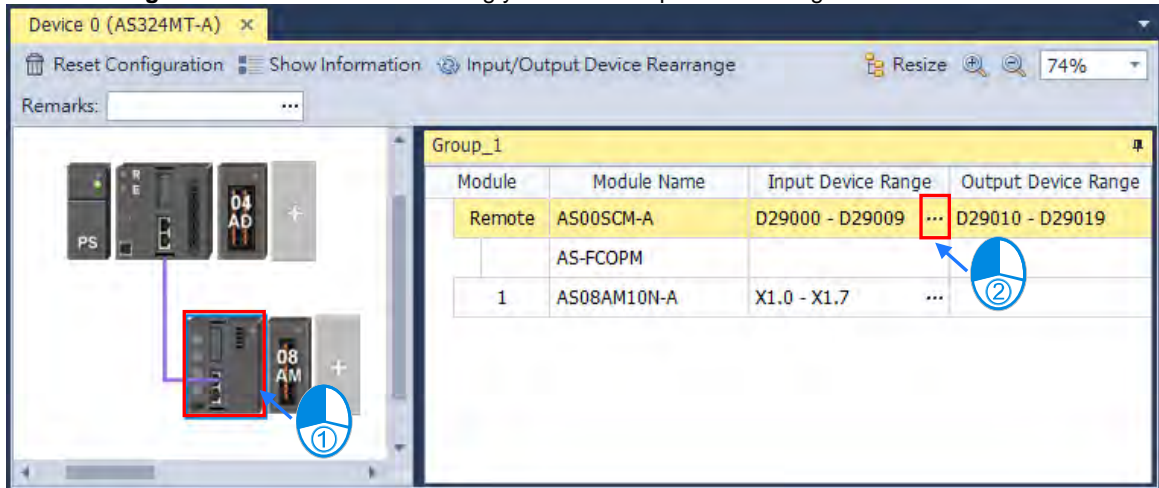 Device 0 (AS324MT-A) ×
Reset Configuration Show Information Input/Output Device Rearrange Resize 74%
Remarks: ...
Group_1
Module Module Name Input Device Range Output Device Range
Remote AS00SCM-A D29000 - D29009 ... D29010 - D29019
AS-FCOPM
1 AS08AM10N-A X1.0 - X1.7 ...
R
E
04
AD
PS
08
AM
①
②